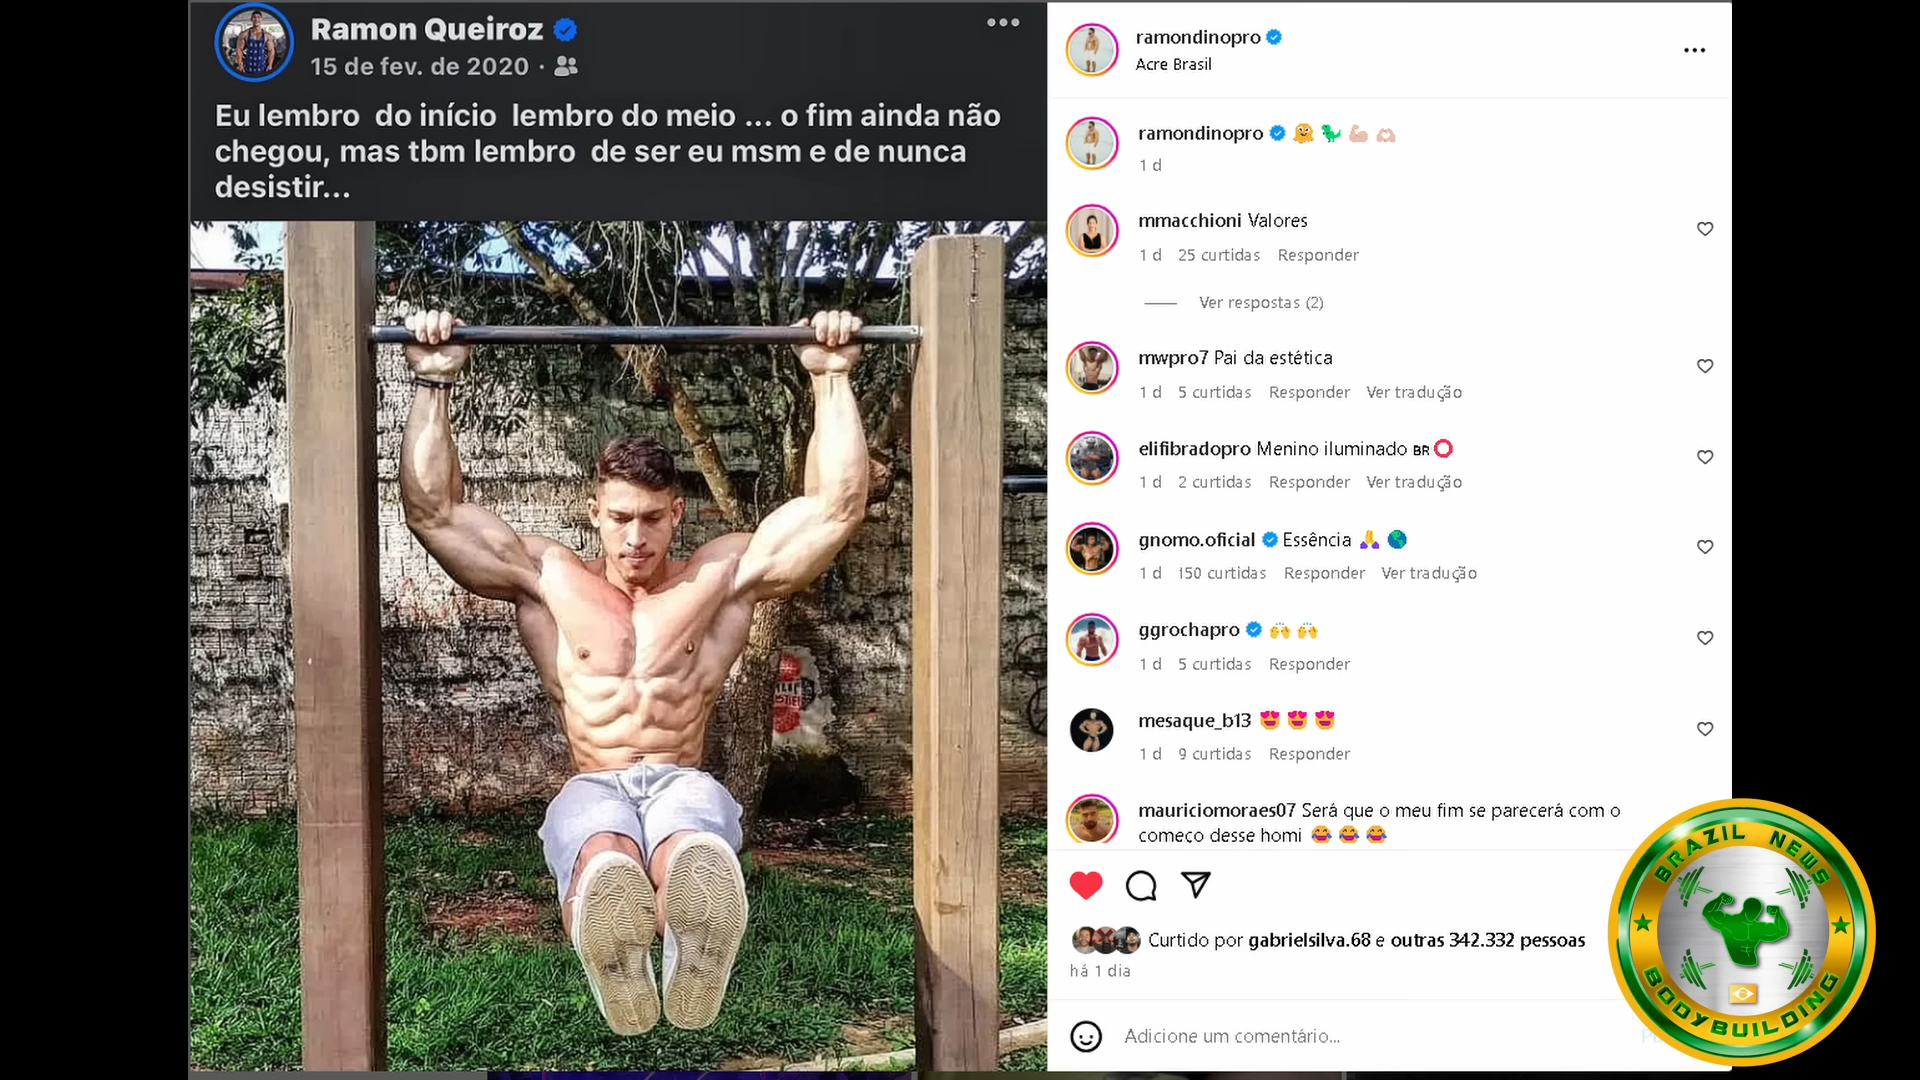 Ramon Queiroz
15 de fev. de 2020 ·
Eu lembro do início lembro do meio ... o fim ainda não
chegou, mas tbm lembro de ser eu msm e de nunca
desistir...
ramondinopro
Acre Brasil
ramondinopro
1 d
mmacchioni Valores
1 d 25 curtidas Responder
Ver respostas (2)
mwpro7 Pai da estética
1 d 5 curtidas Responder Ver tradução
elifibradopro Menino iluminado BR
1 d 2 curtidas Responder Ver tradução
gnomo.oficial Essência
1 d 150 curtidas Responder Ver tradução
ggrochapro
1 d 5 curtidas Responder
mesaque_b13
1 d 9 curtidas Responder
mauriciomoraes07 Será que o meu fim se parecerá com o
começo desse homi
Curtido por gabrielsilva.68 e outras 342.332 pessoas
há 1 dia
Adicione um comentário...
BRAZIL NEWS
BODYBUILDING